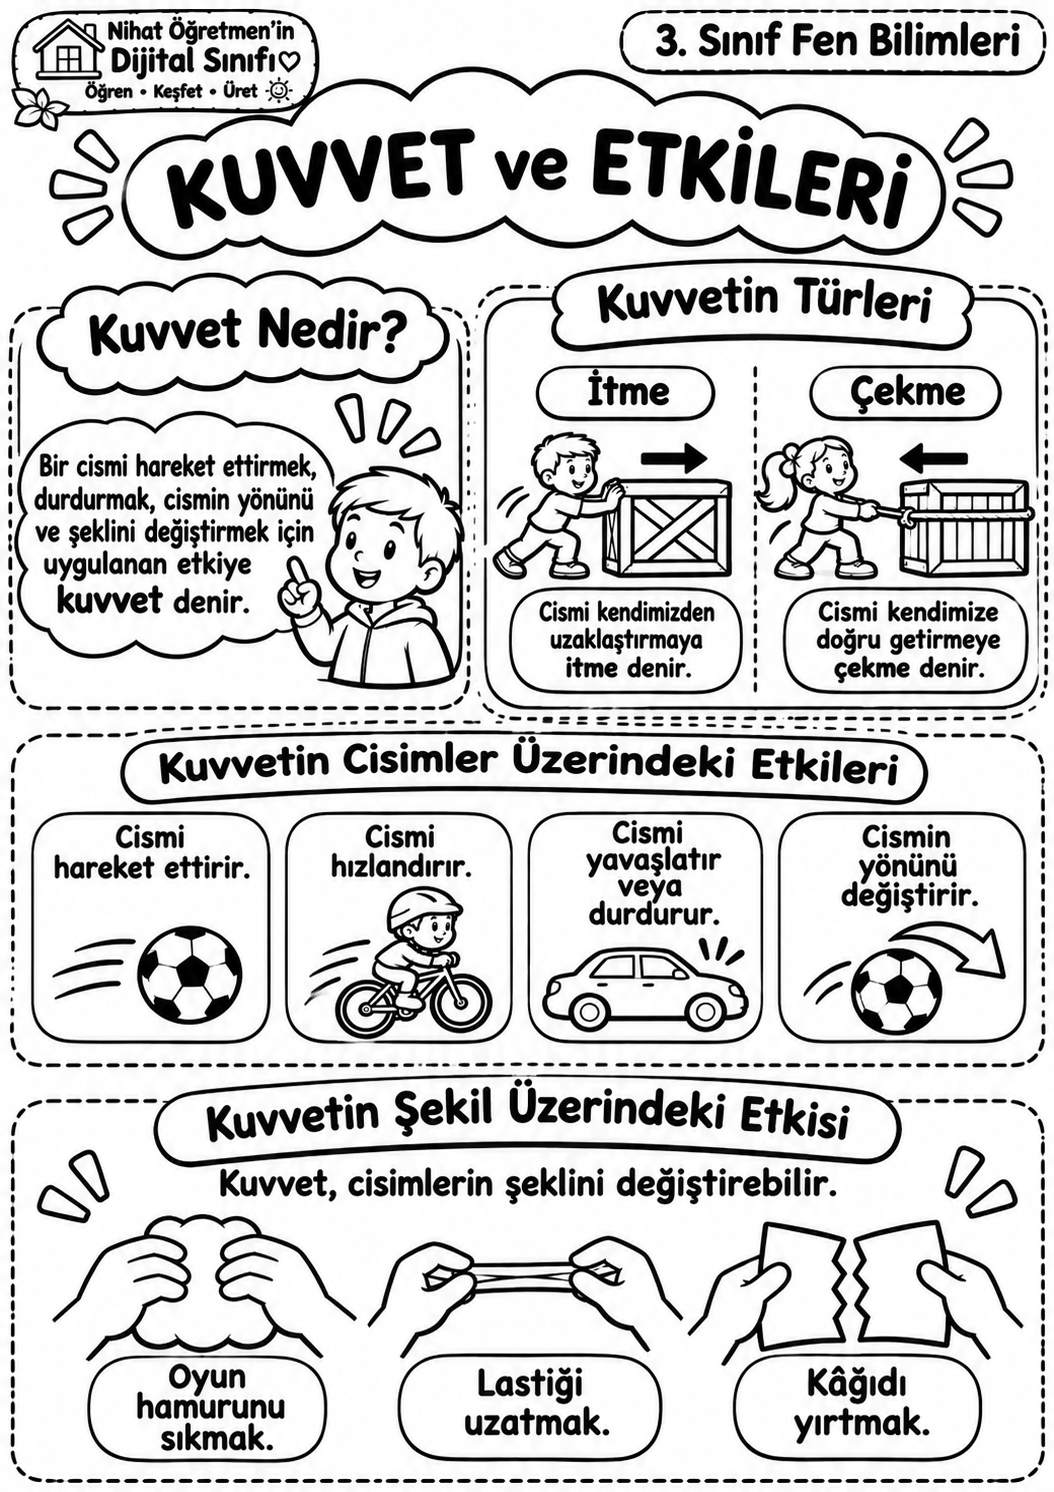 Nihat Öğretmen'in
Dijital Sınıfı
Öğren • Keşfet • Üret
3. Sınıf Fen Bilimleri
KUVVET ve ETKİLERİ
Kuvvet Nedir?
Bir cismi hareket ettirmek,
durdurmak, cismin yönünü
ve şeklini değiştirmek için
uygulanan etkiye
kuvvet denir.
Kuvvetin Türleri
İtme
Cismi kendimizden
uzaklaştırmaya
itme denir.
Çekme
Cismi kendimize
doğru getirmeye
çekme denir.
Kuvvetin Cisimler Üzerindeki Etkileri
Cismi
hareket ettirir.
Cismi
hızlandırır.
Cismi
yavaşlatır
veya
durdurur.
Cismin
yönünü
değiştirir.
Kuvvetin Şekil Üzerindeki Etkisi
Kuvvet, cisimlerin şeklini değiştirebilir.
Oyun
hamurunu
sıkmak.
Lastiği
uzatmak.
Kâğıdı
yırtmak.